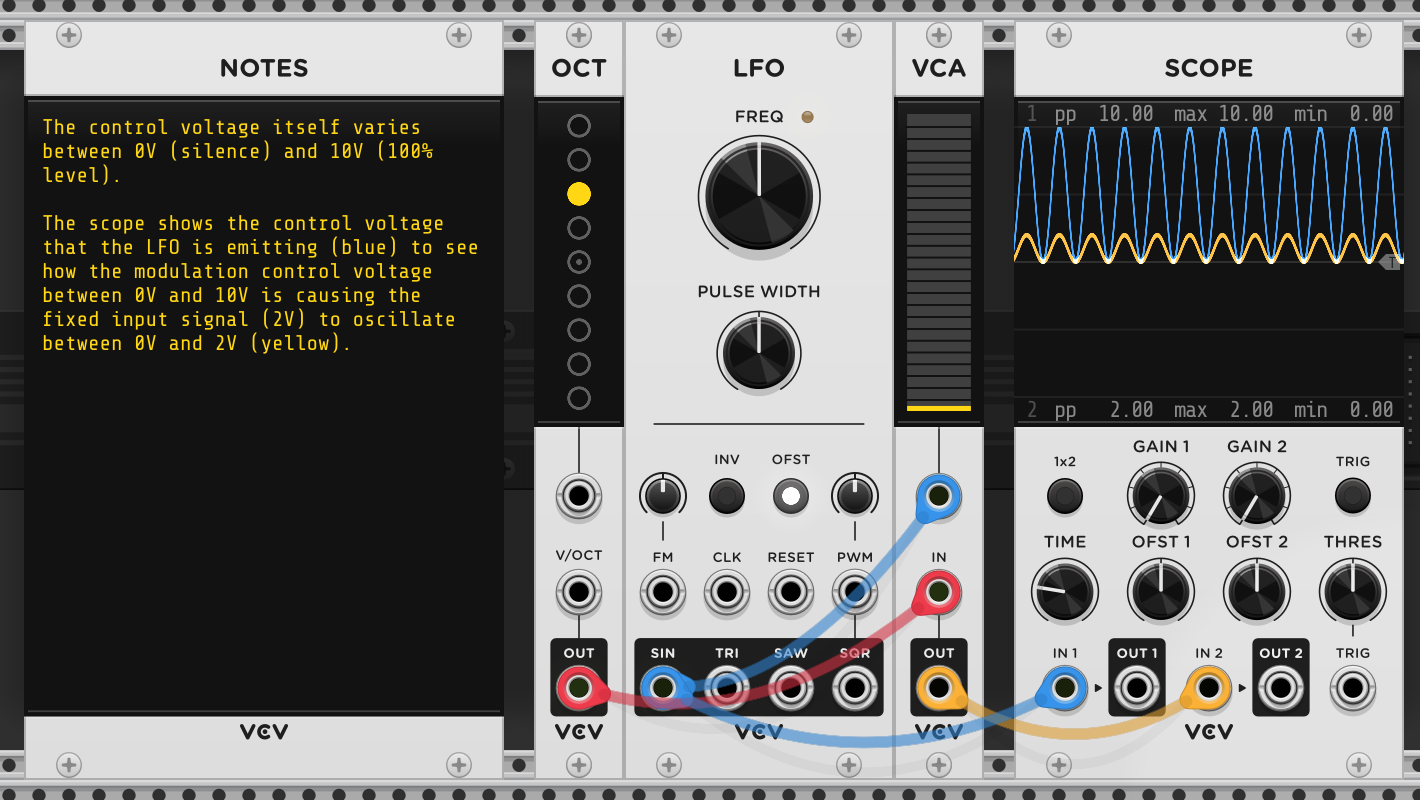 NOTES
The control voltage itself varies
between 0V (silence) and 10V (100%
level).
The scope shows the control voltage
that the LFO is emitting (blue) to see
how the modulation control voltage
between 0V and 10V is causing the
fixed input signal (2V) to oscillate
between 0V and 2V (yellow).
VCV
OCT
V/OCT
OUT
VCV
LFO
FREQ
PULSE WIDTH
INV OFST
FM CLK RESET PWM
SIN TRI SAW SQR
VCV
VCA
IN
OUT
VCV
SCOPE
1 pp 10.00 max 10.00 min 0.00
T
2 pp 2.00 max 2.00 min 0.00
1x2 GAIN 1 GAIN 2 TRIG
TIME OFST 1 OFST 2 THRES
IN 1 OUT 1 IN 2 OUT 2 TRIG
VCV